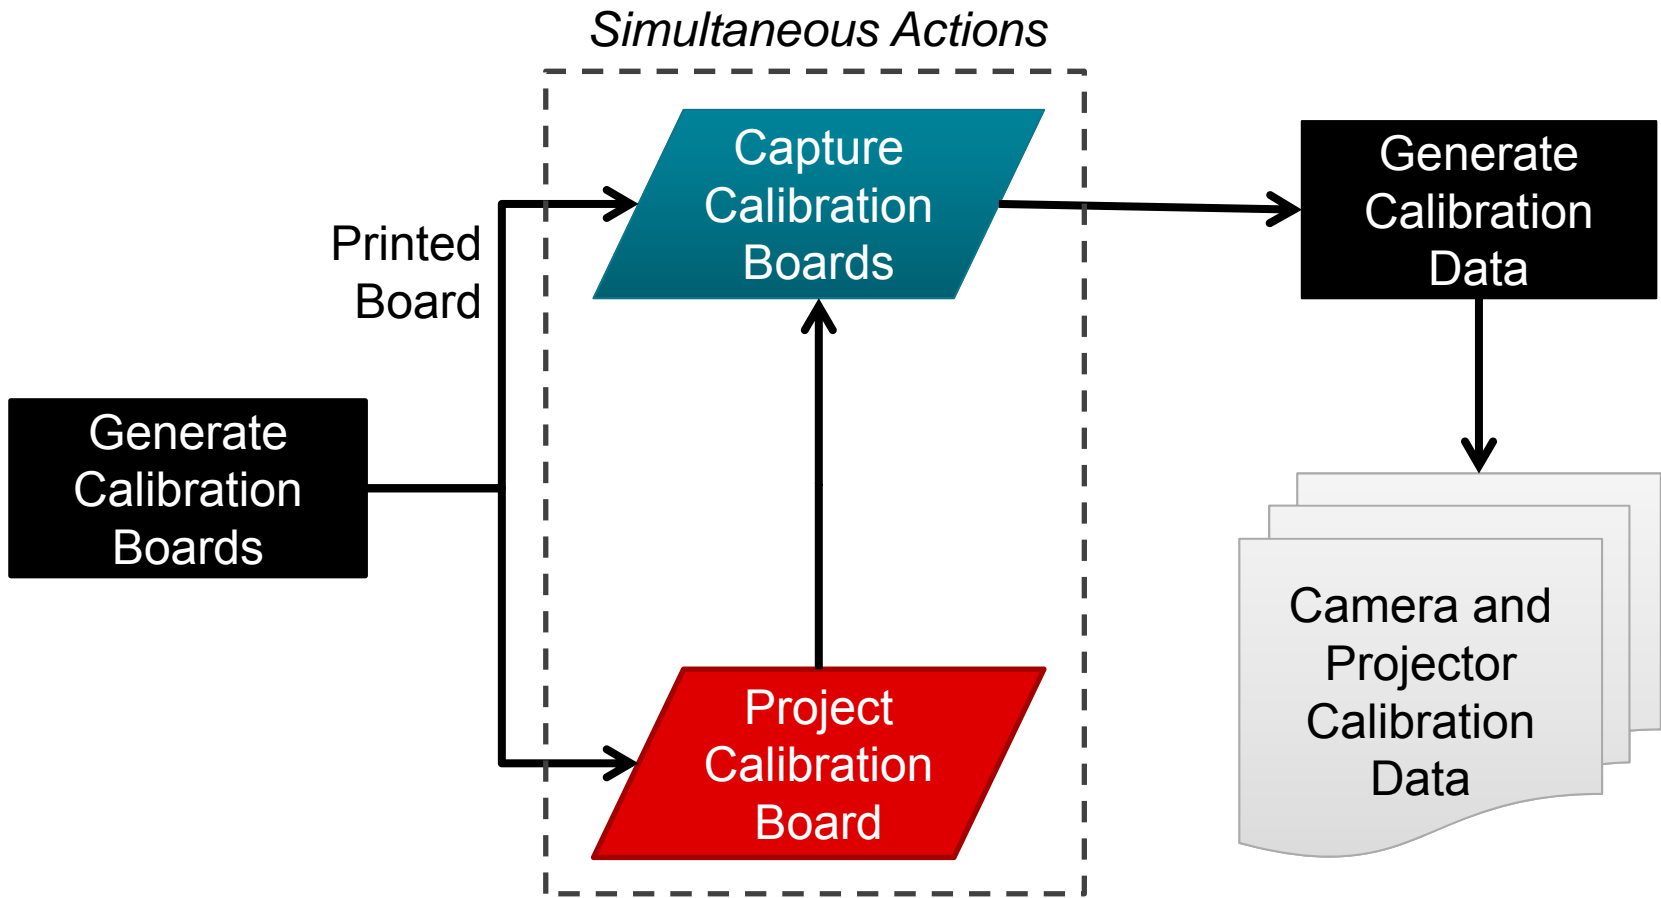 Simultaneous Actions
Capture
Calibration
Boards
Generate
Calibration
Data
Printed
Board
Generate
Calibration
Boards
Project
Calibration
Board
Camera and
Projector
Calibration
Data